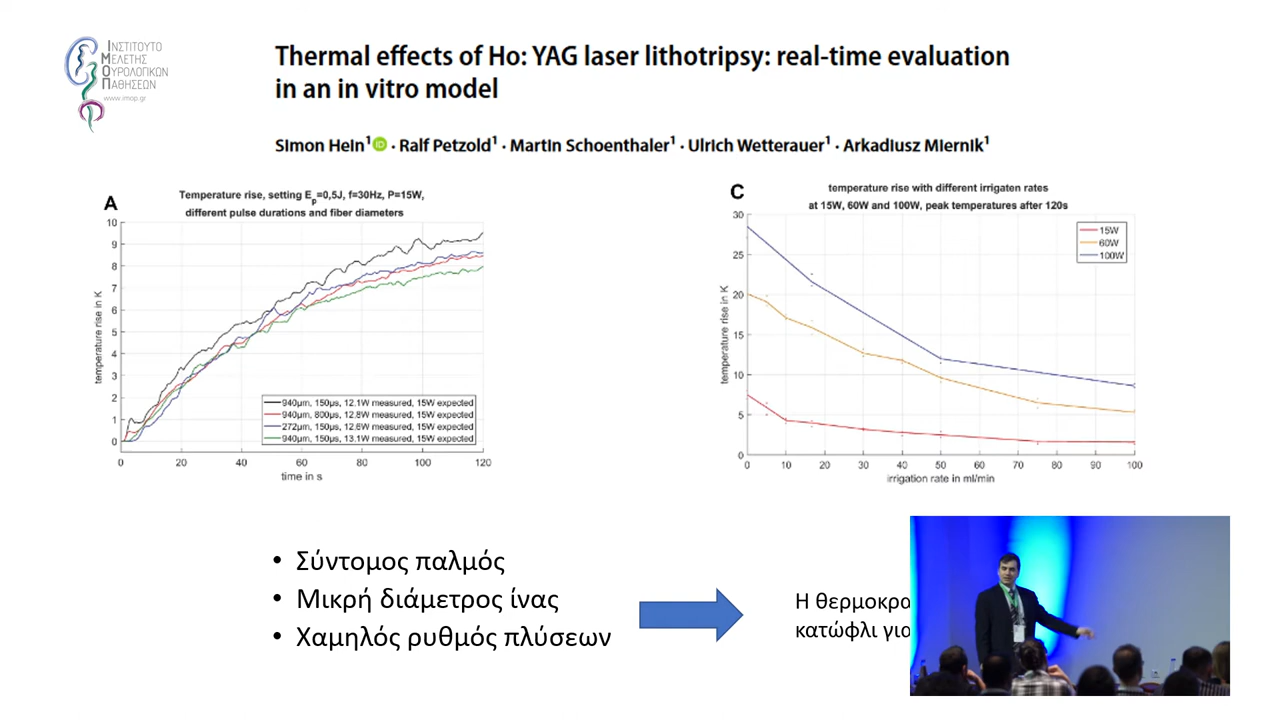 ΙΝΣΤΙΤΟΥΤΟ
ΜΕΛΕΤΗΣ
ΟΥΡΟΛΟΓΙΚΩΝ
ΠΑΘΗΣΕΩΝ
www.imop.gr
Thermal effects of Ho: YAG laser lithotripsy: real-time evaluation
in an in vitro model
Simon Hein¹ iD · Ralf Petzold¹ · Martin Schoenthaler¹ · Ulrich Wetterauer¹ · Arkadiusz Miernik¹
A
Temperature rise, setting Ep=0,5J, f=30Hz, P=15W,
different pulse durations and fiber diameters
temperature rise in K
10
9
8
7
6
5
4
3
2
1
0
940µm, 150µs, 12.1W measured, 15W expected
940µm, 800µs, 12.8W measured, 15W expected
272µm, 150µs, 12.6W measured, 15W expected
940µm, 150µs, 13.1W measured, 15W expected
0 20 40 60 80 100 120
time in s
C
temperature rise with different irrigaten rates
at 15W, 60W and 100W, peak temperatures after 120s
temperature rise in K
30
25
20
15
10
5
0
15W
60W
100W
0 10 20 30 40 50 60 70 80 90 100
irrigation rate in ml/min
• Σύντομος παλμός
• Μικρή διάμετρος ίνας
• Χαμηλός ρυθμός πλύσεων
Η θερμοκρα
κατώφλι για